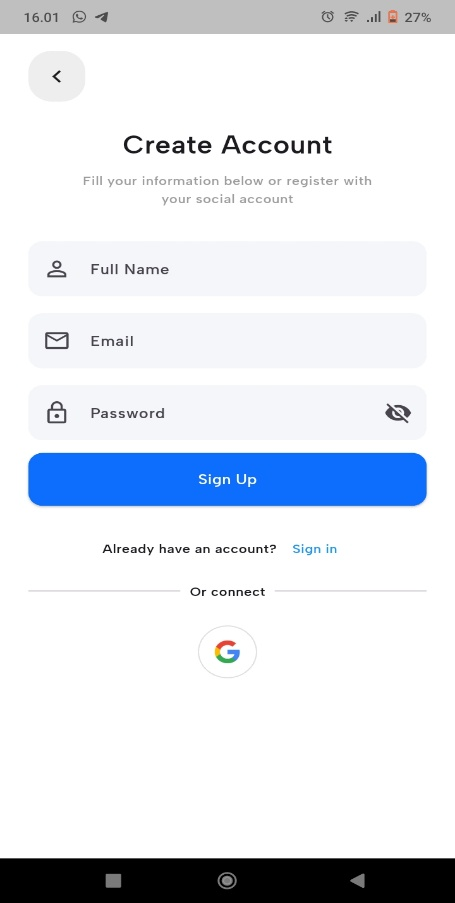 16.01
27%
Create Account
Fill your information below or register with
your social account
Full Name
Email
Password
Sign Up
Already have an account? Sign in
Or connect